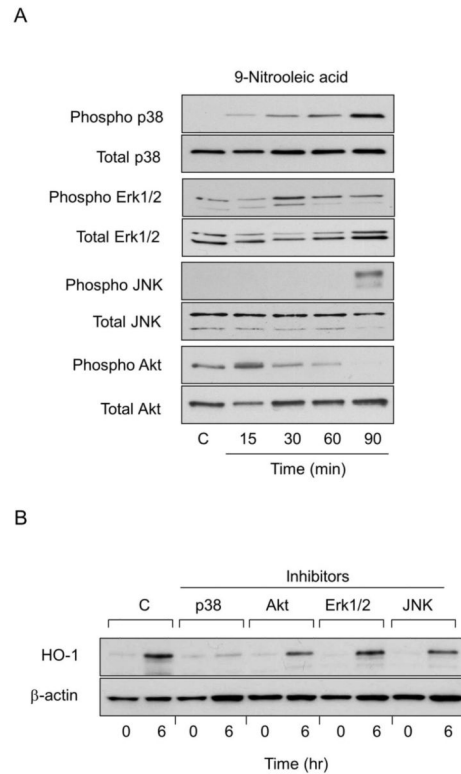 A
9-Nitrooleic acid
Phospho p38
Total p38
Phospho Erk1/2
Total Erk1/2
Phospho JNK
Total JNK
Phospho Akt
Total Akt
C 15 30 60 90
Time (min)
B
Inhibitors
C p38 Akt Erk1/2 JNK
HO-1
β-actin
0 6 0 6 0 6 0 6 0 6
Time (hr)